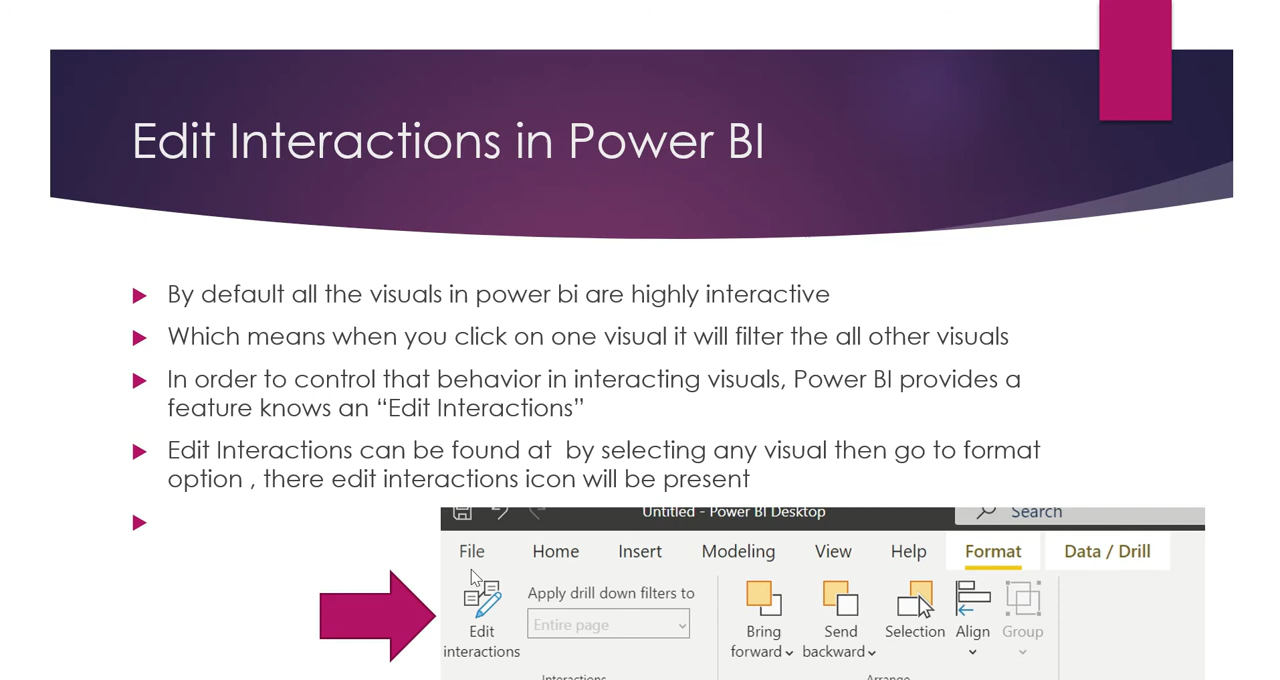 Edit Interactions in Power BI
By default all the visuals in power bi are highly interactive
Which means when you click on one visual it will filter the all other visuals
In order to control that behavior in interacting visuals, Power BI provides a
feature knows an “Edit Interactions”
Edit Interactions can be found at by selecting any visual then go to format
option , there edit interactions icon will be present
Untitled - Power BI Desktop Search
File Home Insert Modeling View Help Format Data / Drill
Apply drill down filters to
Entire page
Edit
interactions
Bring
forward
Send
backward
Selection
Align
Group
Interactions
Arrange